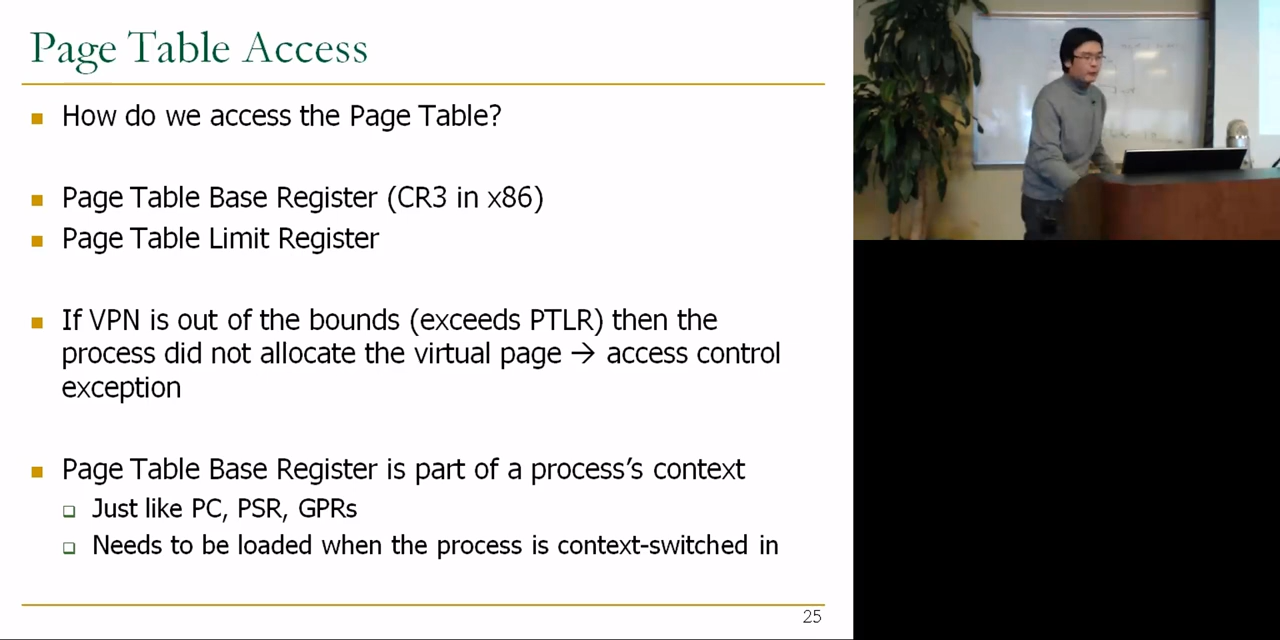 Page Table Access
How do we access the Page Table?
Page Table Base Register (CR3 in x86)
Page Table Limit Register
If VPN is out of the bounds (exceeds PTLR) then the
process did not allocate the virtual page → access control
exception
Page Table Base Register is part of a process's context
Just like PC, PSR, GPRs
Needs to be loaded when the process is context-switched in
25